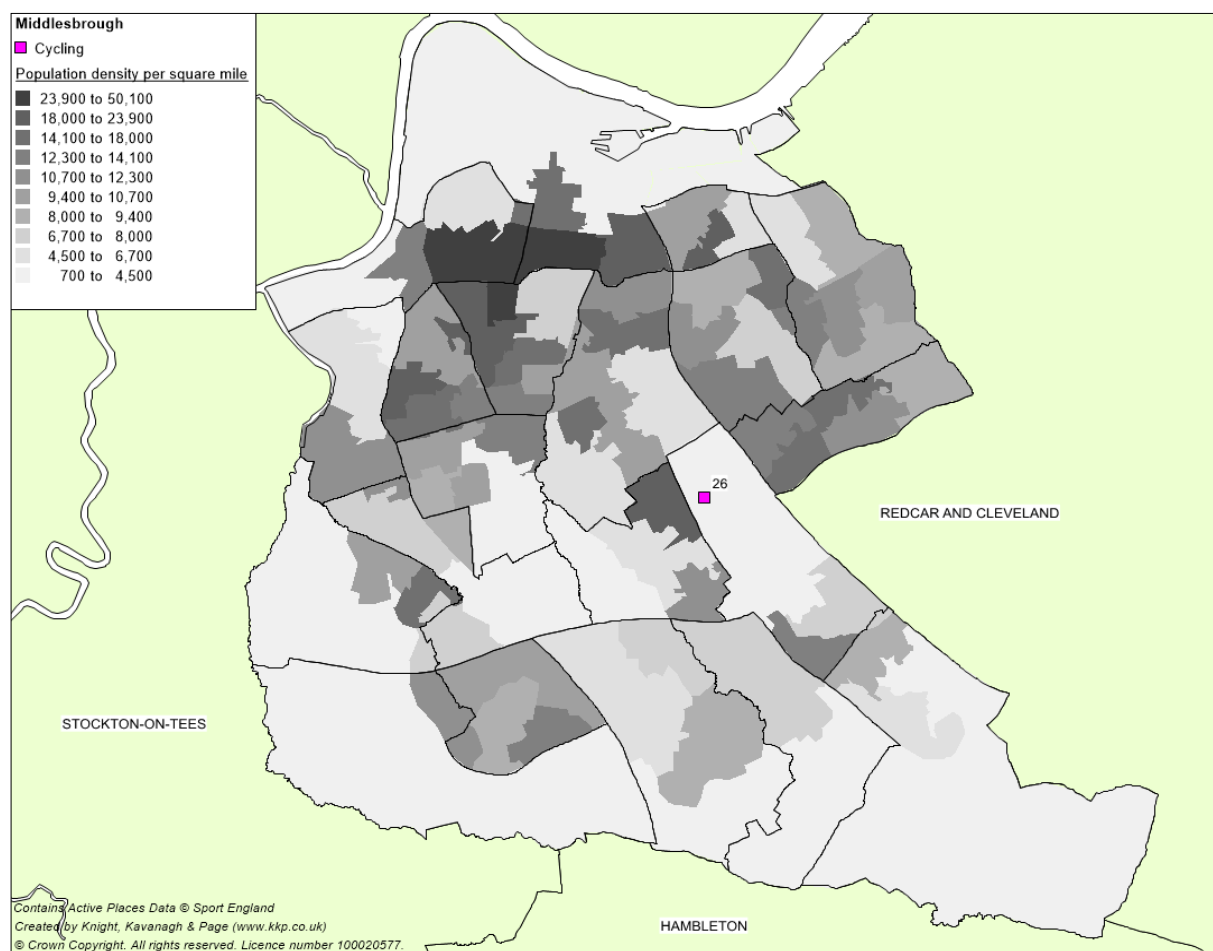 Middlesbrough
Cycling
Population density per square mile
23,900 to 50,100
18,000 to 23,900
14,100 to 18,000
12,300 to 14,100
10,700 to 12,300
9,400 to 10,700
8,000 to 9,400
6,700 to 8,000
4,500 to 6,700
700 to 4,500
26
REDCAR AND CLEVELAND
STOCKTON-ON-TEES
HAMBLETON
Contains Active Places Data © Sport England
Created by Knight, Kavanagh & Page (www.kkp.co.uk)
© Crown Copyright. All rights reserved. Licence number 100020577.